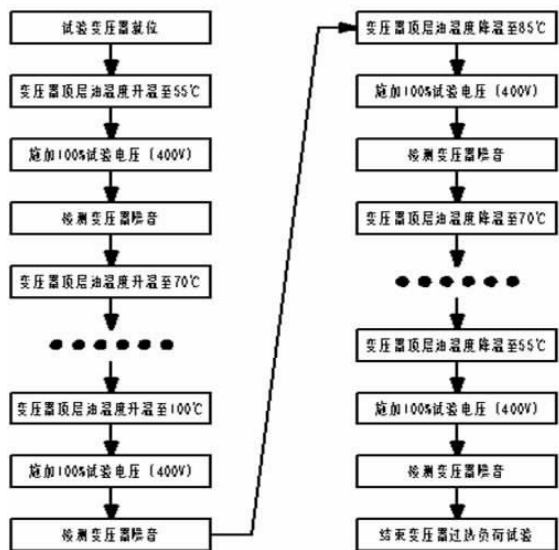 试验变压器就位
变压器顶层油温度升温至55℃
施加100%试验电压（400V）
检测变压器噪音
变压器顶层油温度升温至70℃
变压器顶层油温度升温至100℃
施加100%试验电压（400V）
检测变压器噪音
变压器顶层油温度降温至85℃
施加100%试验电压（400V）
检测变压器噪音
变压器顶层油温度降温至70℃
变压器顶层油温度降温至55℃
施加100%试验电压（400V）
检测变压器噪音
结束变压器过热负荷试验